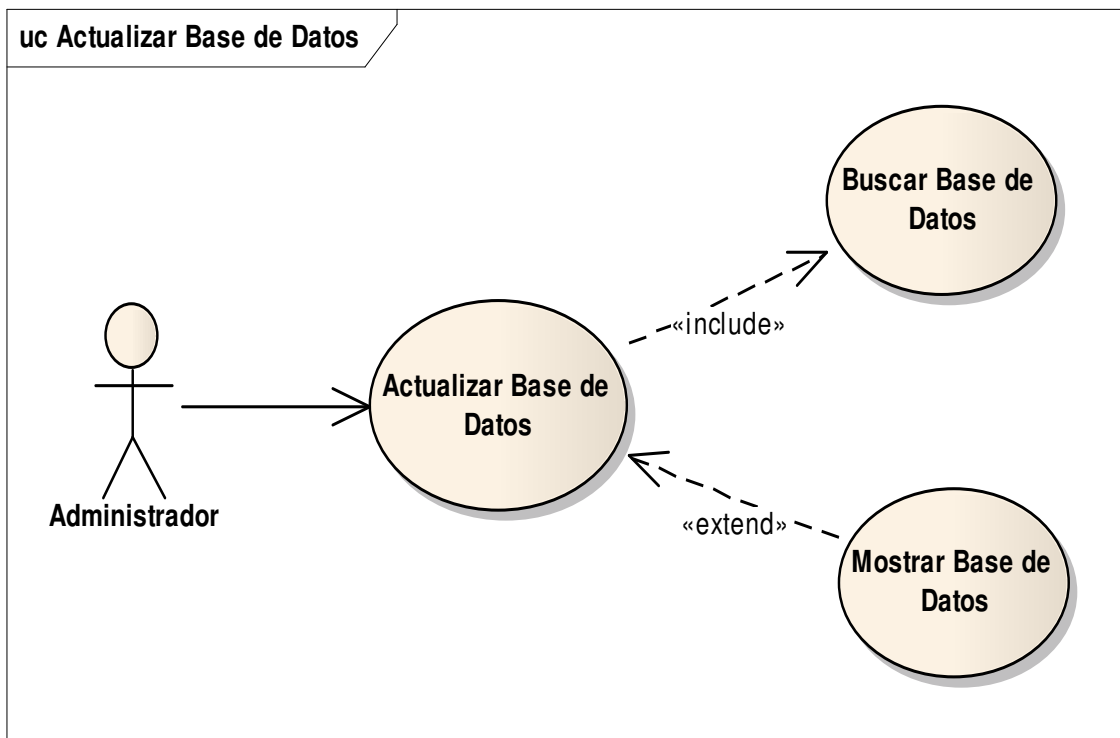 uc Actualizar Base de Datos
Buscar Base de
Datos
«include»
Actualizar Base de
Datos
Administrador
«extend»
Mostrar Base de
Datos